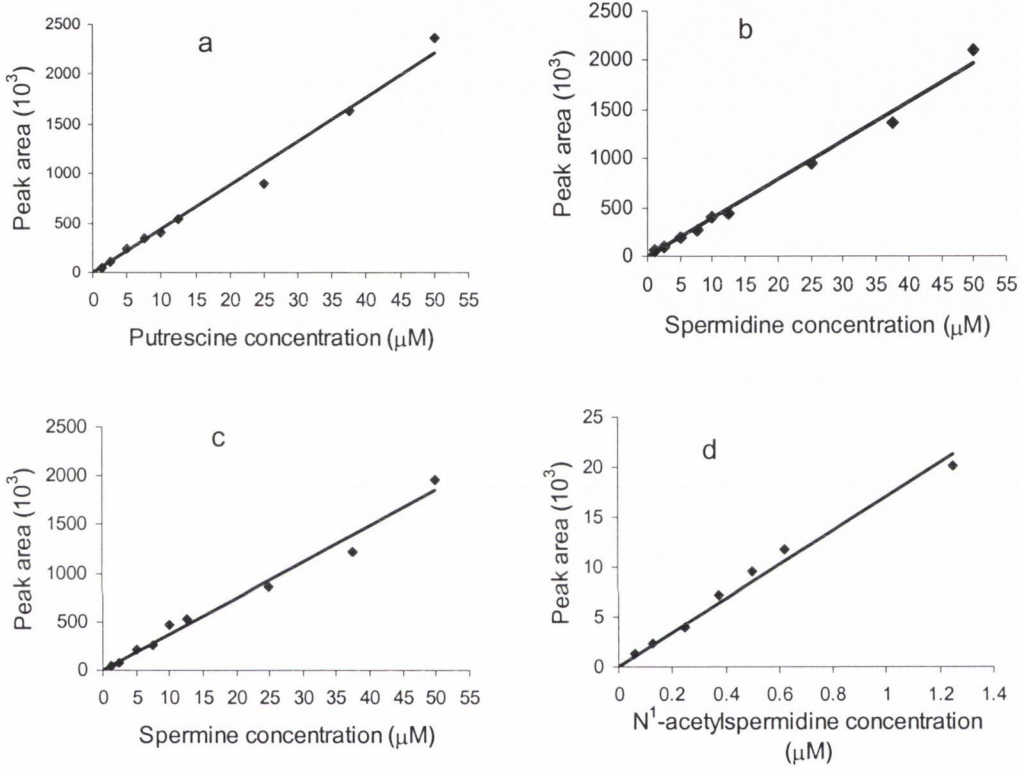 a
Peak area (10³)
2500
2000
1500
1000
500
0
0 5 10 15 20 25 30 35 40 45 50 55
Putrescine concentration (μM)
b
Peak area (10³)
2500
2000
1500
1000
500
0
0 5 10 15 20 25 30 35 40 45 50 55
Spermidine concentration (μM)
c
Peak area (10³)
2500
2000
1500
1000
500
0
0 5 10 15 20 25 30 35 40 45 50 55
Spermine concentration (μM)
d
Peak area (10³)
25
20
15
10
5
0
0 0.2 0.4 0.6 0.8 1 1.2 1.4
N¹-acetylspermidine concentration
(μM)